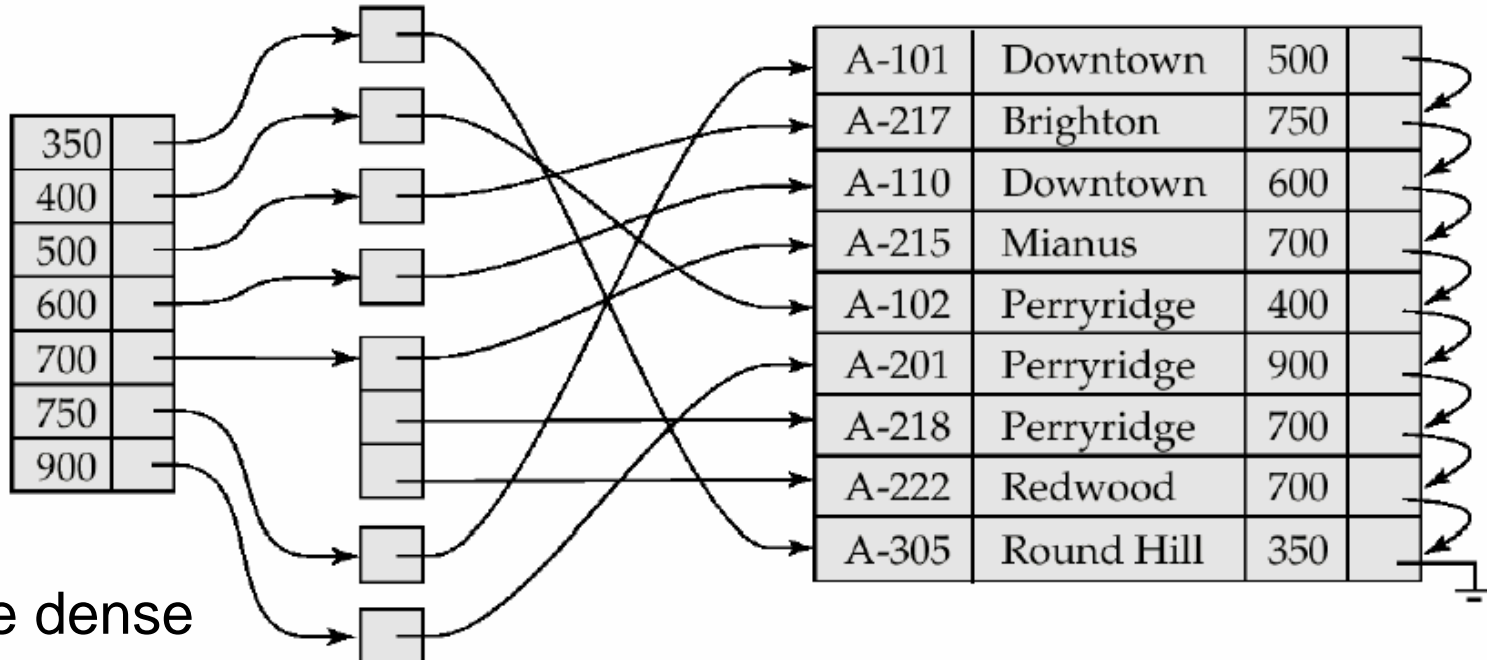 350
400
500
600
700
750
900
A-101 Downtown 500
A-217 Brighton 750
A-110 Downtown 600
A-215 Mianus 700
A-102 Perryridge 400
A-201 Perryridge 900
A-218 Perryridge 700
A-222 Redwood 700
A-305 Round Hill 350
e dense